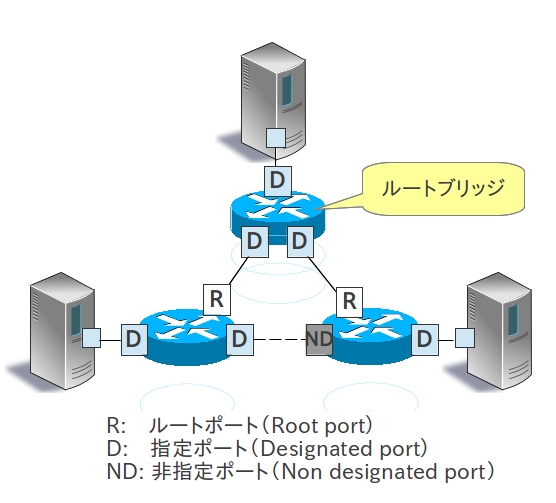 D
ルートブリッジ
D D
R R
D D ND D
R: ルートポート(Root port)
D: 指定ポート(Designated port)
ND: 非指定ポート(Non designated port)